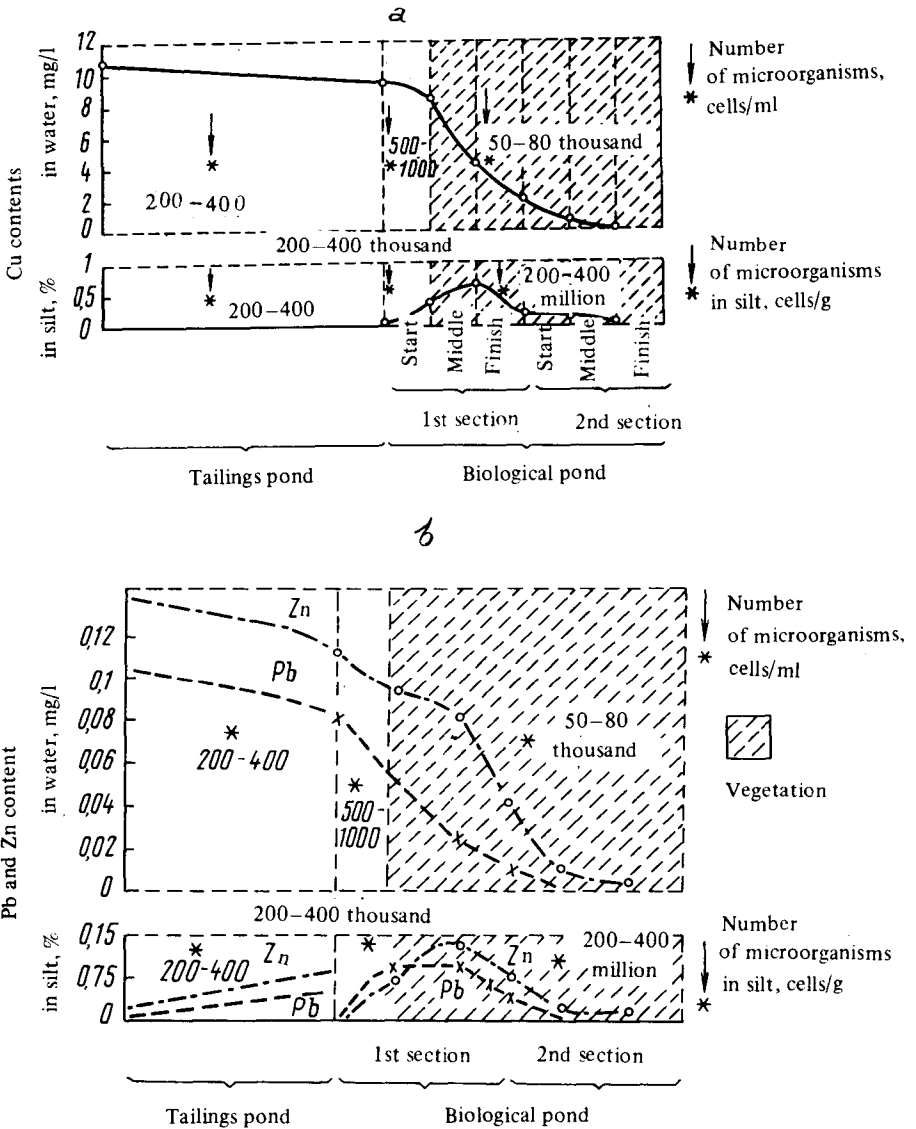 a
12
10
8
6
4
2
0
in water, mg/l
Cu contents
200-400
500-
1000
50-80 thousand
Number
of microorganisms,
cells/ml
200-400 thousand
1
0,5
0
in silt, %
200-400
200-400
million
Number
of microorganisms
in silt, cells/g
Start
Middle
Finish
Start
Middle
Finish
1st section
2nd section
Tailings pond
Biological pond
b
0,12
0,1
0,08
0,06
0,04
0,02
0
in water, mg/l
Pb and Zn content
Zn
Pb
200-400
500-
1000
50-80
thousand
Number
of microorganisms,
cells/ml
Vegetation
200-400 thousand
0,15
0,75
0
in silt, %
200-400
Zn
Pb
Zn
Pb
200-400
million
Number
of microorganisms
in silt, cells/g
1st section
2nd section
Tailings pond
Biological pond